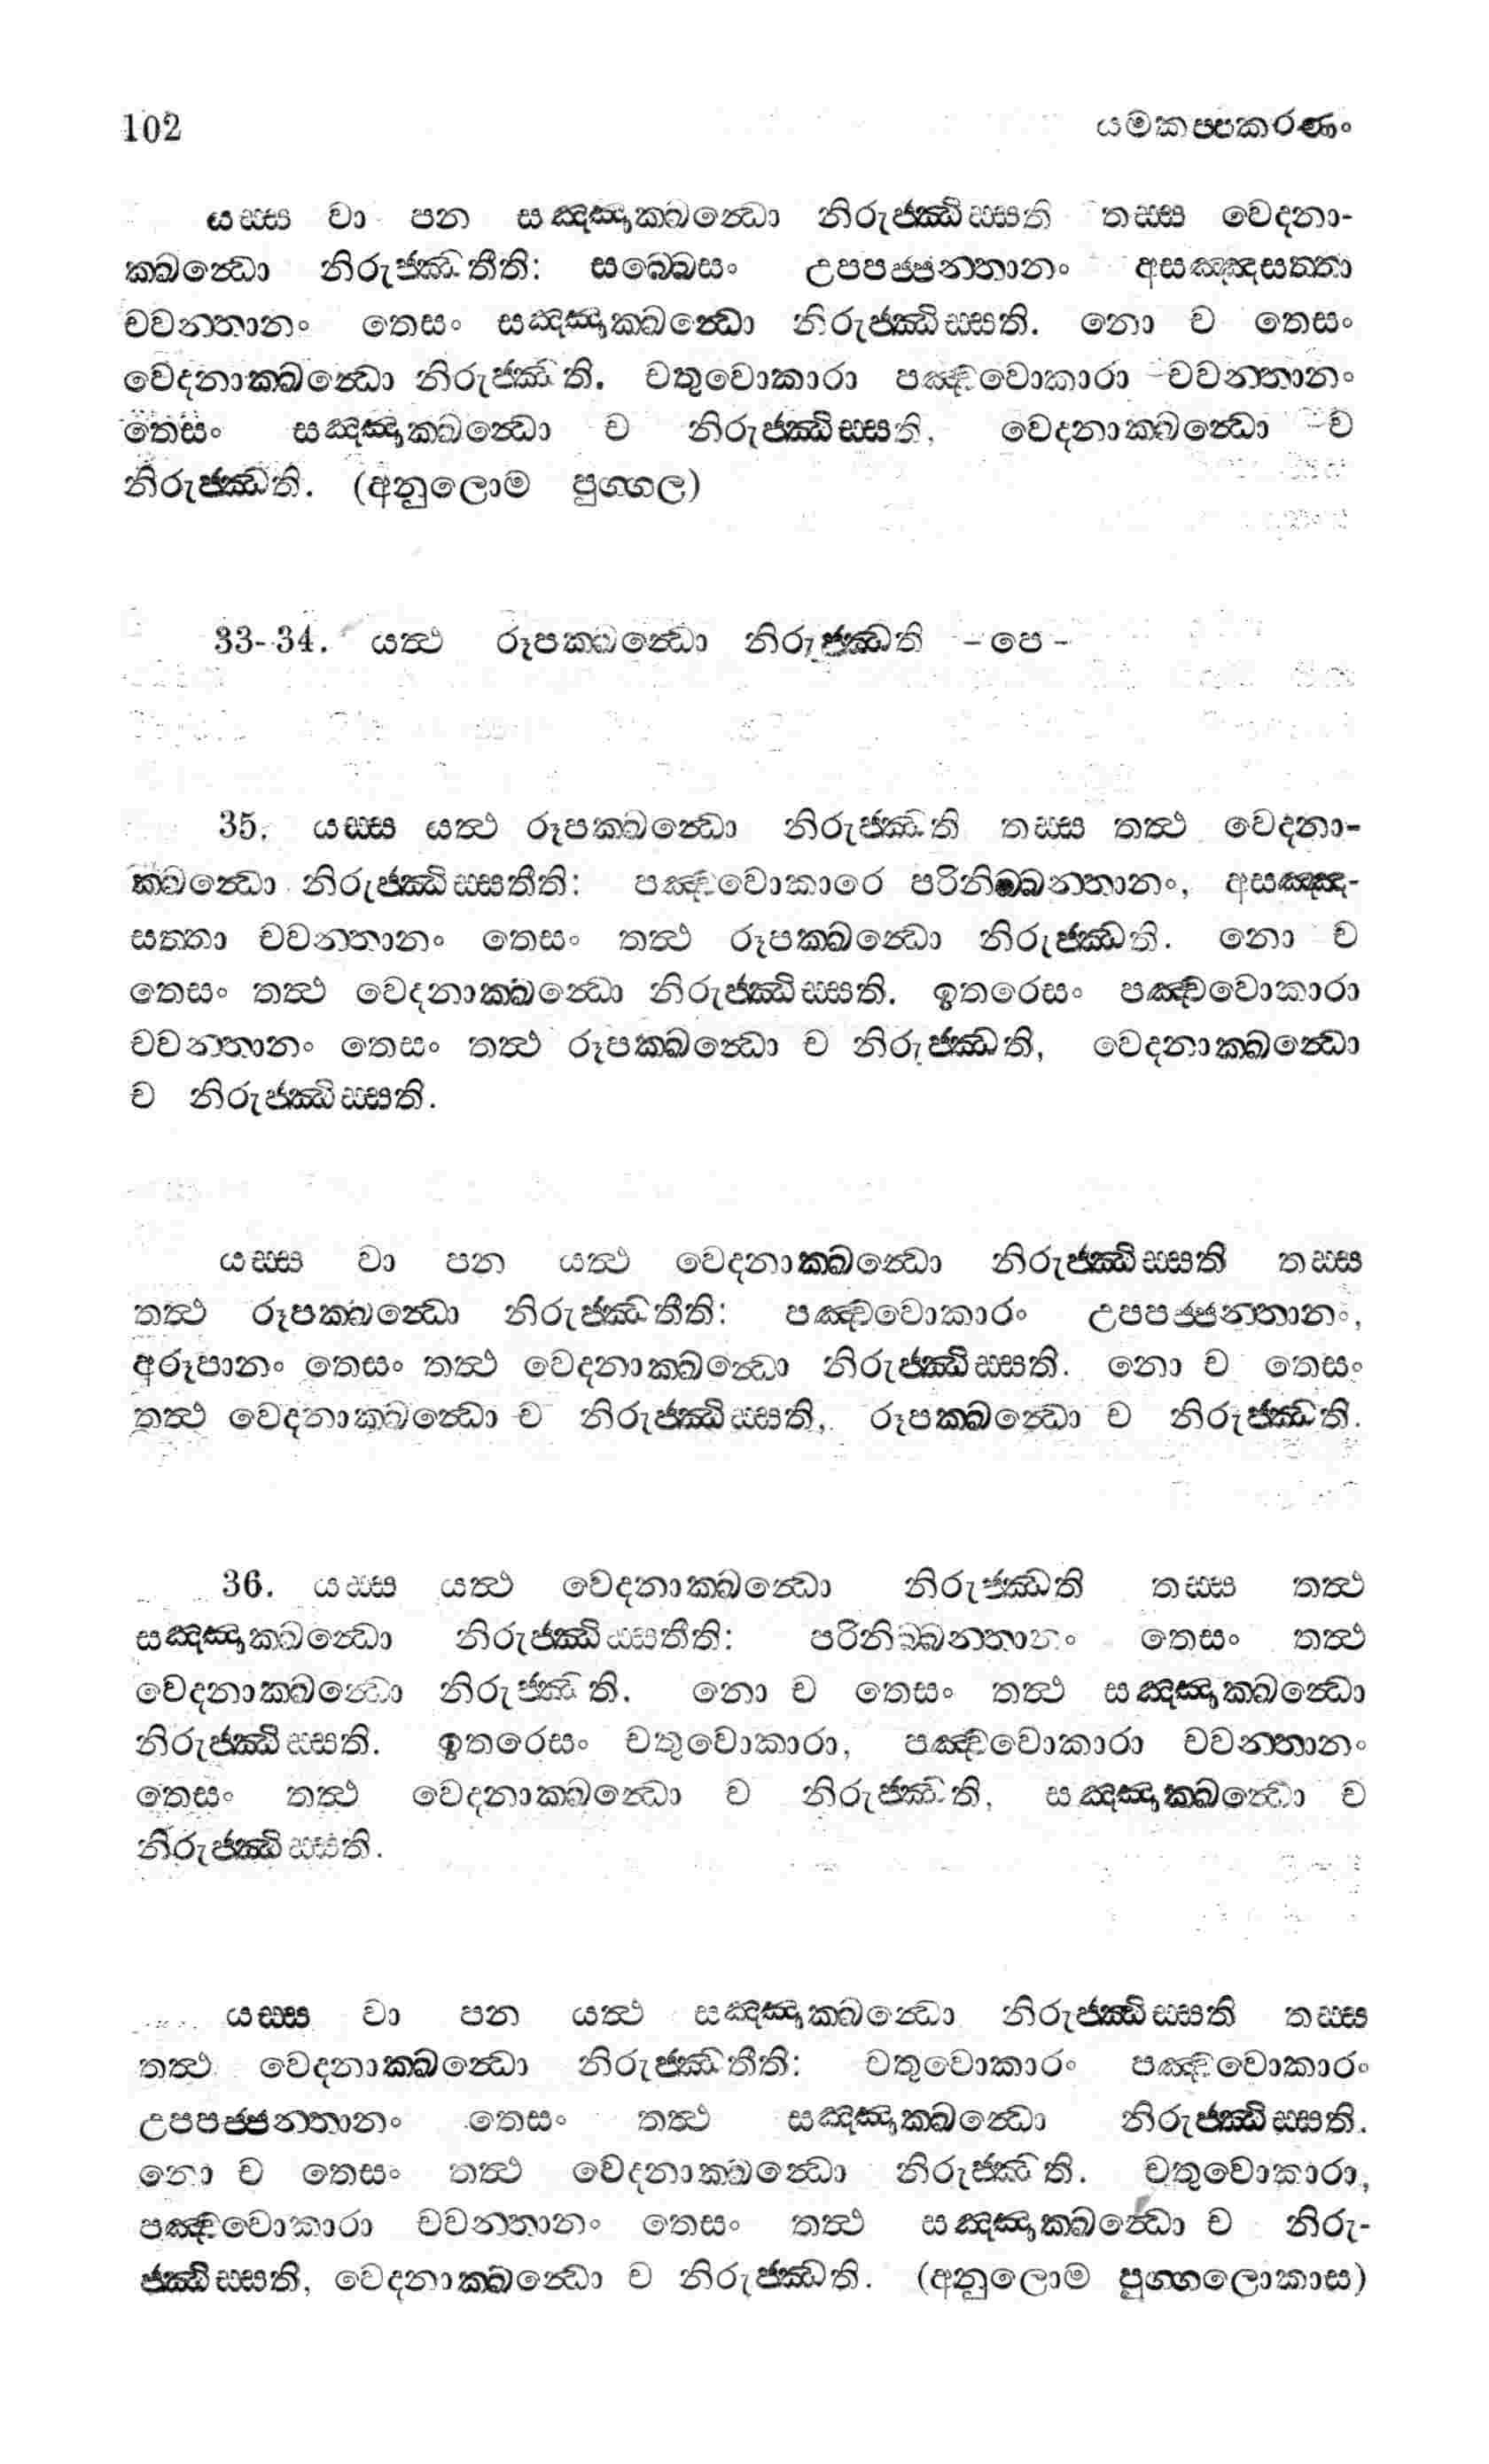 102 යමකප්පකරණං
යස්ස වා පන සඤ්ඤාක්ඛන්ධො නිරුජ්ඣිස්සති තස්ස වෙදනා-
ක්ඛන්ධො නිරුජ්ඣතීති: සබ්බෙසං උපපජ්ජන්තානං අසඤ්ඤසත්තා
චවන්තානං තෙසං සඤ්ඤාක්ඛන්ධො නිරුජ්ඣිස්සති. නො ච තෙසං
වෙදනාක්ඛන්ධො නිරුජ්ඣති. චතුවොකාරා පඤ්චවොකාරා චවන්තානං
තෙසං සඤ්ඤාක්ඛන්ධො ච නිරුජ්ඣිස්සති, වෙදනාක්ඛන්ධො ච
නිරුජ්ඣති. (අනුලොම පුග්ගල)
33-34. යත්ථ රූපක්ඛන්ධො නිරුජ්ඣති -පෙ-
35. යස්ස යත්ථ රූපක්ඛන්ධො නිරුජ්ඣති තස්ස තත්ථ වෙදනා-
ක්ඛන්ධො නිරුජ්ඣිස්සතීති: පඤ්චවොකාරෙ පරිනිබ්බන්තානං, අසඤ්ඤ-
සත්තා චවන්තානං තෙසං තත්ථ රූපක්ඛන්ධො නිරුජ්ඣති. නො ච
තෙසං තත්ථ වෙදනාක්ඛන්ධො නිරුජ්ඣිස්සති. ඉතරෙසං පඤ්චවොකාරා
චවන්තානං තෙසං තත්ථ රූපක්ඛන්ධො ච නිරුජ්ඣති, වෙදනාක්ඛන්ධො
ච නිරුජ්ඣිස්සති.
යස්ස වා පන යත්ථ වෙදනාක්ඛන්ධො නිරුජ්ඣිස්සති තස්ස
තත්ථ රූපක්ඛන්ධො නිරුජ්ඣතීති: පඤ්චවොකාරං උපපජ්ජන්තානං,
අරූපානං තෙසං තත්ථ වෙදනාක්ඛන්ධො නිරුජ්ඣිස්සති. නො ච තෙසං
තත්ථ වෙදනාක්ඛන්ධො ච නිරුජ්ඣිස්සති, රූපක්ඛන්ධො ච නිරුජ්ඣති.
36. යස්ස යත්ථ වෙදනාක්ඛන්ධො නිරුජ්ඣති තස්ස තත්ථ
සඤ්ඤාක්ඛන්ධො නිරුජ්ඣිස්සතීති: පරිනිබ්බන්තානං තෙසං තත්ථ
වෙදනාක්ඛන්ධො නිරුජ්ඣති. නො ච තෙසං තත්ථ සඤ්ඤාක්ඛන්ධො
නිරුජ්ඣිස්සති. ඉතරෙසං චතුවොකාරා, පඤ්චවොකාරා චවන්තානං
තෙසං තත්ථ වෙදනාක්ඛන්ධො ච නිරුජ්ඣති, සඤ්ඤාක්ඛන්ධො ච
නිරුජ්ඣිස්සති.
යස්ස වා පන යත්ථ සඤ්ඤාක්ඛන්ධො නිරුජ්ඣිස්සති තස්ස
තත්ථ වෙදනාක්ඛන්ධො නිරුජ්ඣතීති: චතුවොකාරං පඤ්චවොකාරං
උපපජ්ජන්තානං තෙසං තත්ථ සඤ්ඤාක්ඛන්ධො නිරුජ්ඣිස්සති.
නො ච තෙසං තත්ථ වෙදනාක්ඛන්ධො නිරුජ්ඣති. චතුවොකාරා,
පඤ්චවොකාරා චවන්තානං තෙසං තත්ථ සඤ්ඤාක්ඛන්ධො ච නිරු-
ජ්ඣිස්සති, වෙදනාක්ඛන්ධො ච නිරුජ්ඣති. (අනුලොම පුග්ගලොකාස)